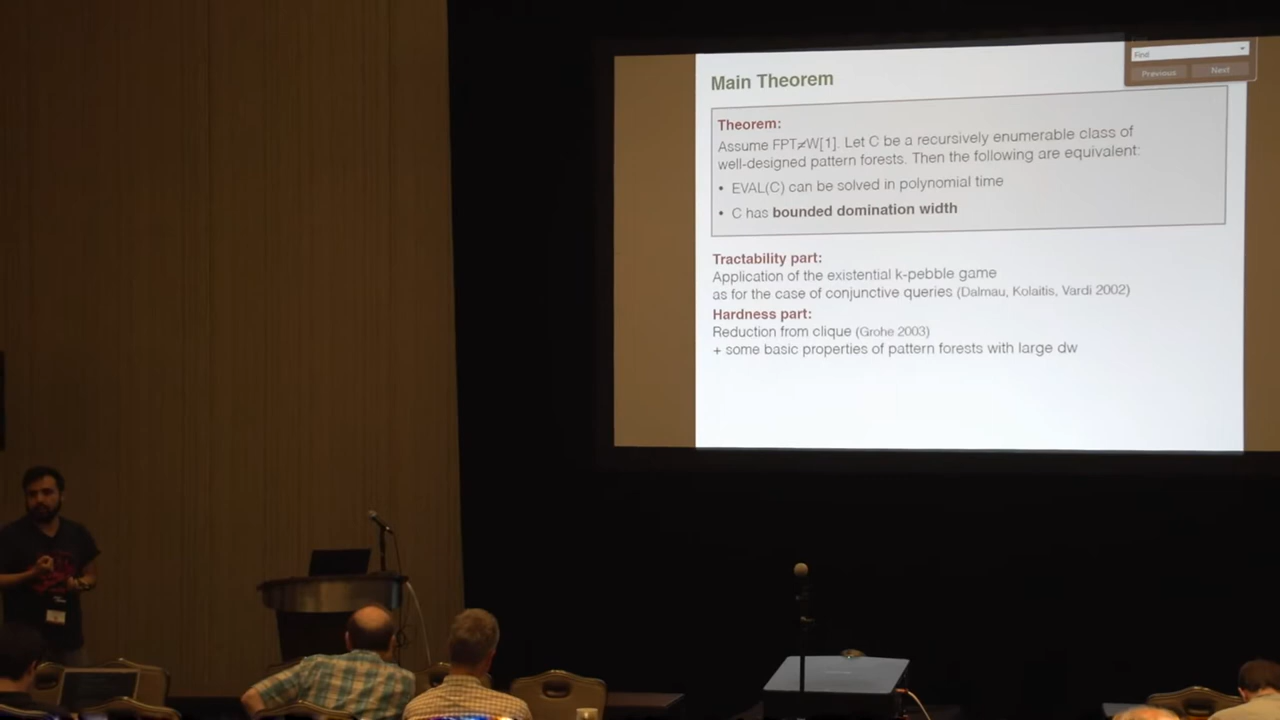 Find
Previous Next
Main Theorem
Theorem:
Assume FPT≠W[1]. Let C be a recursively enumerable class of
well-designed pattern forests. Then the following are equivalent:
• EVAL(C) can be solved in polynomial time
• C has bounded domination width
Tractability part:
Application of the existential k-pebble game
as for the case of conjunctive queries (Dalmau, Kolaitis, Vardi 2002)
Hardness part:
Reduction from clique (Grohe 2003)
+ some basic properties of pattern forests with large dw